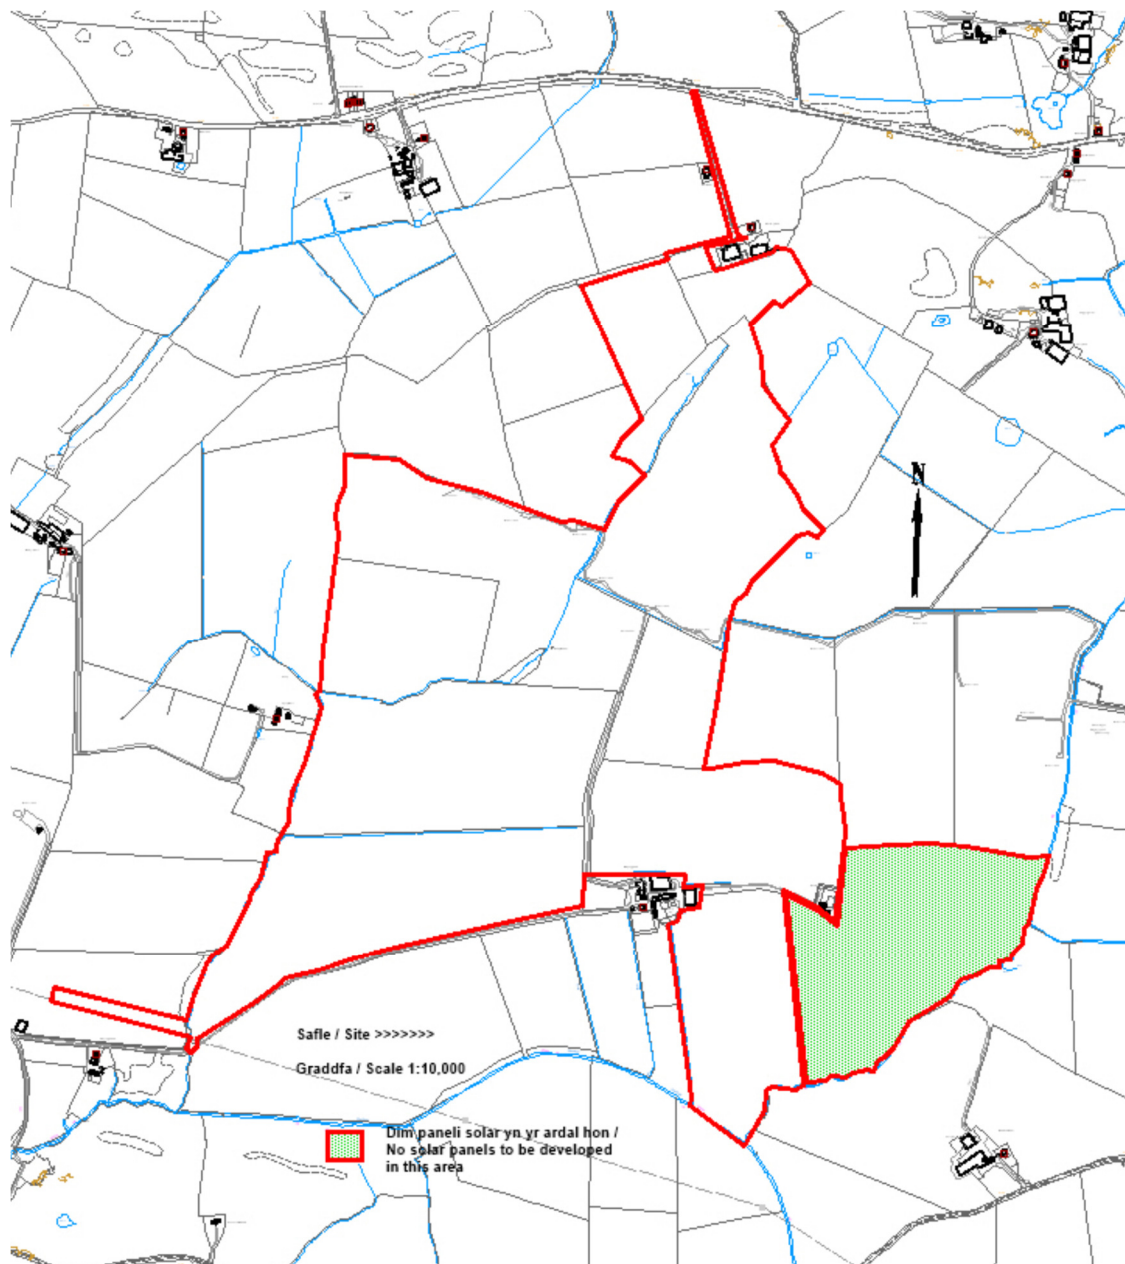 N
Safle / Site >>>>>>>
Graddfa / Scale 1:10,000
Dim paneli solar yn yr ardal hon /
No solar panels to be developed
in this area